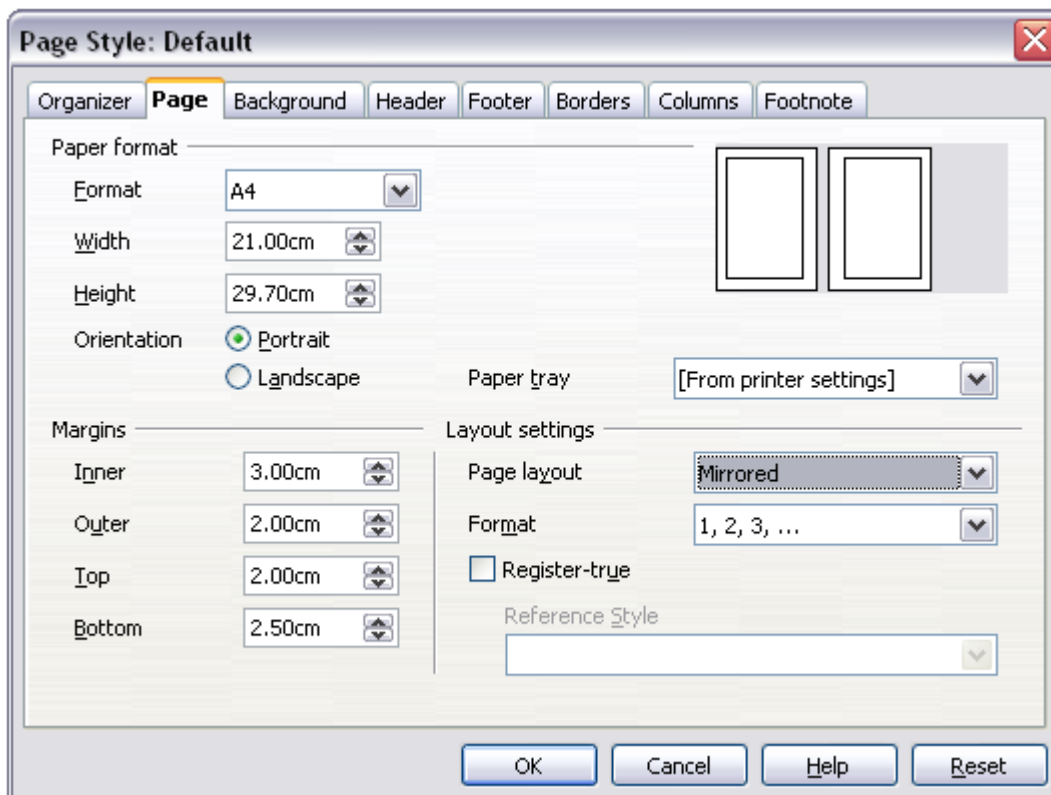 Page Style: Default
Organizer Page Background Header Footer Borders Columns Footnote
Paper format
Format A4
Width 21.00cm
Height 29.70cm
Orientation Portrait
Landscape Paper tray [From printer settings]
Margins Layout settings
Inner 3.00cm Page layout Mirrored
Outer 2.00cm Format 1, 2, 3, ...
Top 2.00cm Register-true
Reference Style
Bottom 2.50cm
OK Cancel Help Reset